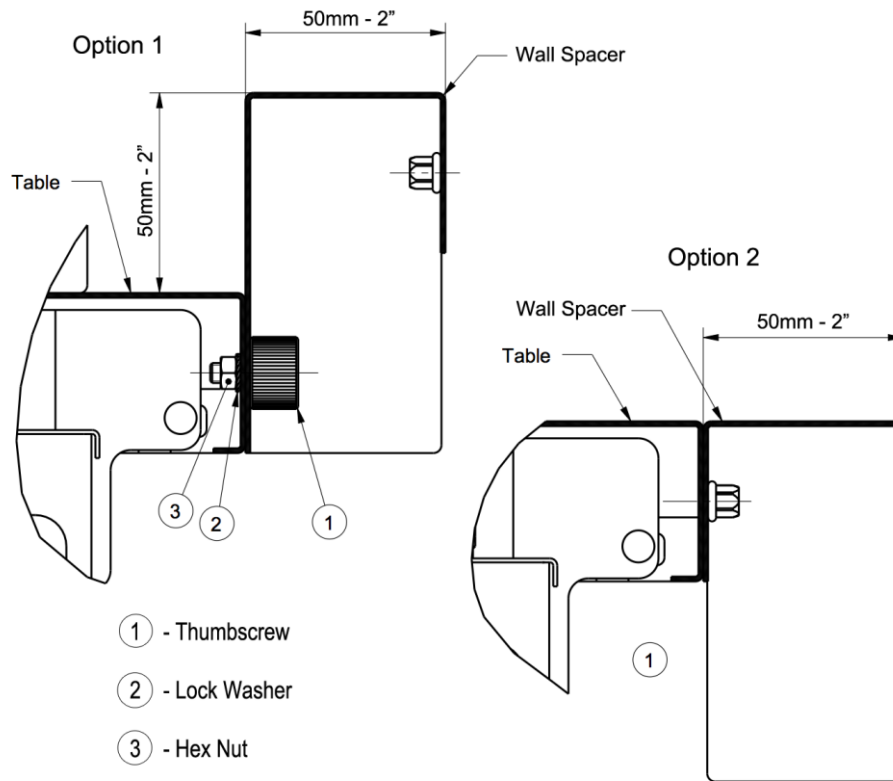 50mm - 2”
Option 1
Wall Spacer
50mm - 2”
Table
Option 2
Wall Spacer
50mm - 2”
Table
3
2
1
1 - Thumbscrew
2 - Lock Washer
1
3 - Hex Nut